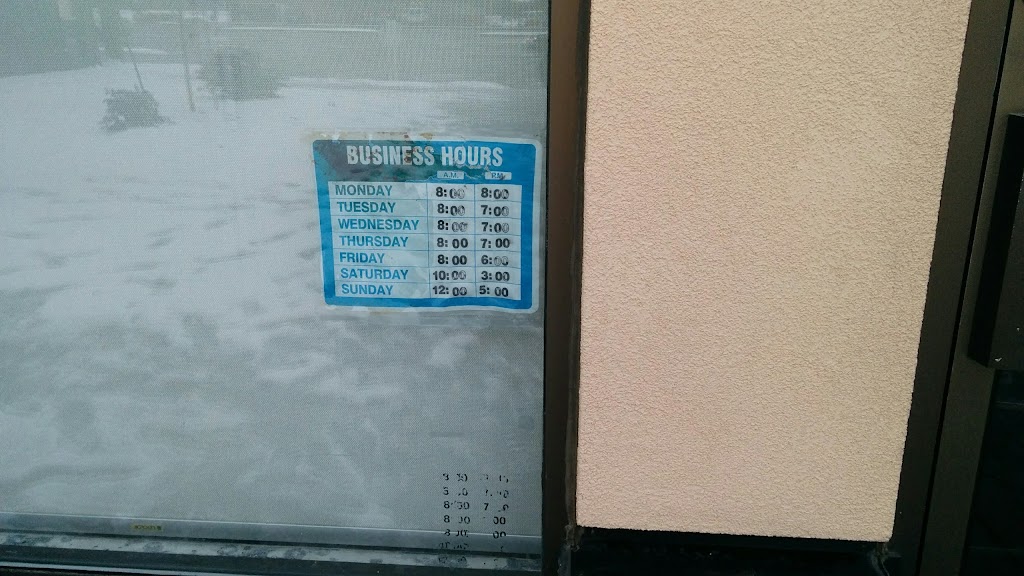 BUSINESS HOURS
A.M. P.M.
MONDAY 8:00 8:00
TUESDAY 8:00 7:00
WEDNESDAY 8:00 7:00
THURSDAY 8:00 7:00
FRIDAY 8:00 6:00
SATURDAY 10:00 3:00
SUNDAY 12:00 5:00